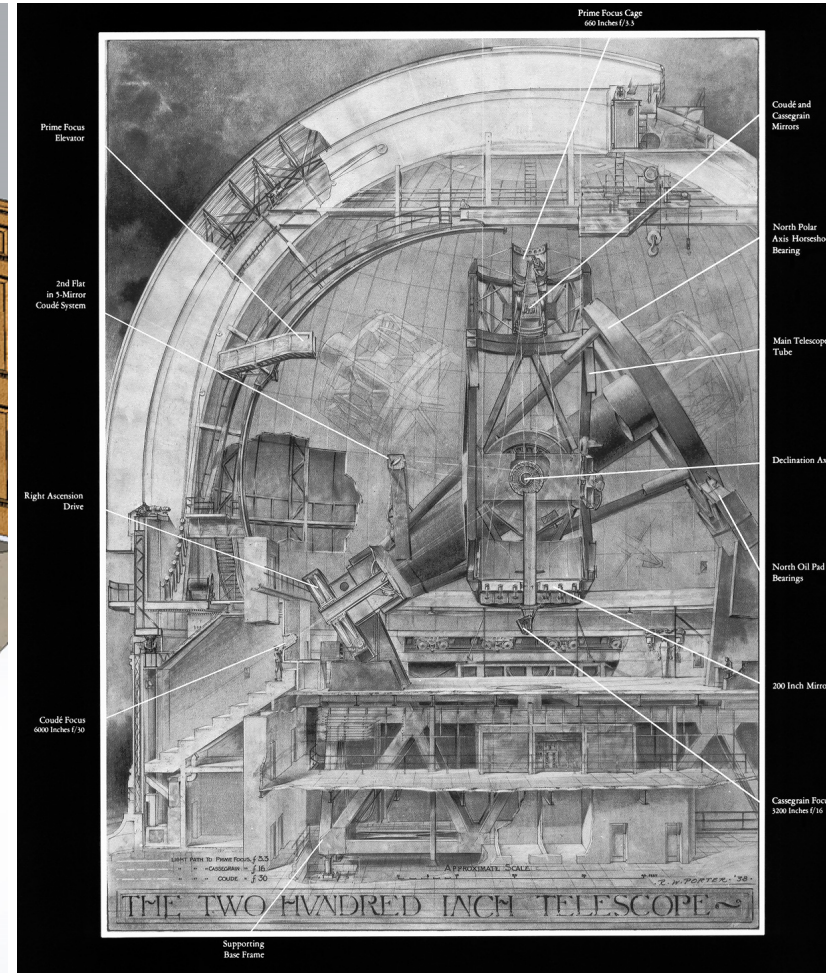 Prime Focus Cage
660 Inches f/3.3
Prime Focus
Elevator
Coudé and
Cassegrain
Mirrors
North Polar
Axis Horsesho
Bearing
2nd Flat
in 5-Mirror
Coudé System
Main Telescope
Tube
Declination Ax
Right Ascension
Drive
North Oil Pad
Bearings
200 Inch Mirro
Coudé Focus
6000 Inches f/30
Cassegrain Focu
3200 Inches f/16
LIGHT PATH TO PRIME FOCUS, f 3.3
" " " CASSEGRAIN " f 16
" " " COUDE " f 30
APPROXIMATE SCALE
R.W. PORTER '38
THE TWO HVNDRED INCH TELESCOPE
Supporting
Base Frame